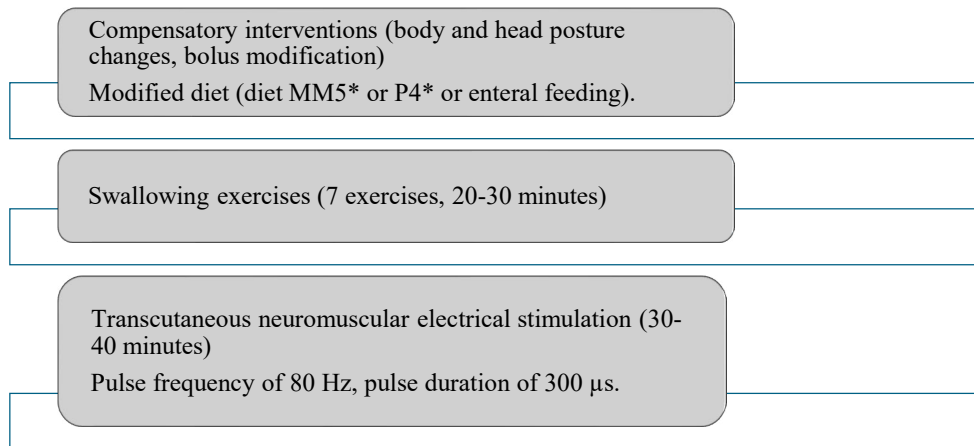 Compensatory interventions (body and head posture
changes, bolus modification)
Modified diet (diet MM5* or P4* or enteral feeding).
Swallowing exercises (7 exercises, 20-30 minutes)
Transcutaneous neuromuscular electrical stimulation (30-
40 minutes)
Pulse frequency of 80 Hz, pulse duration of 300 µs.